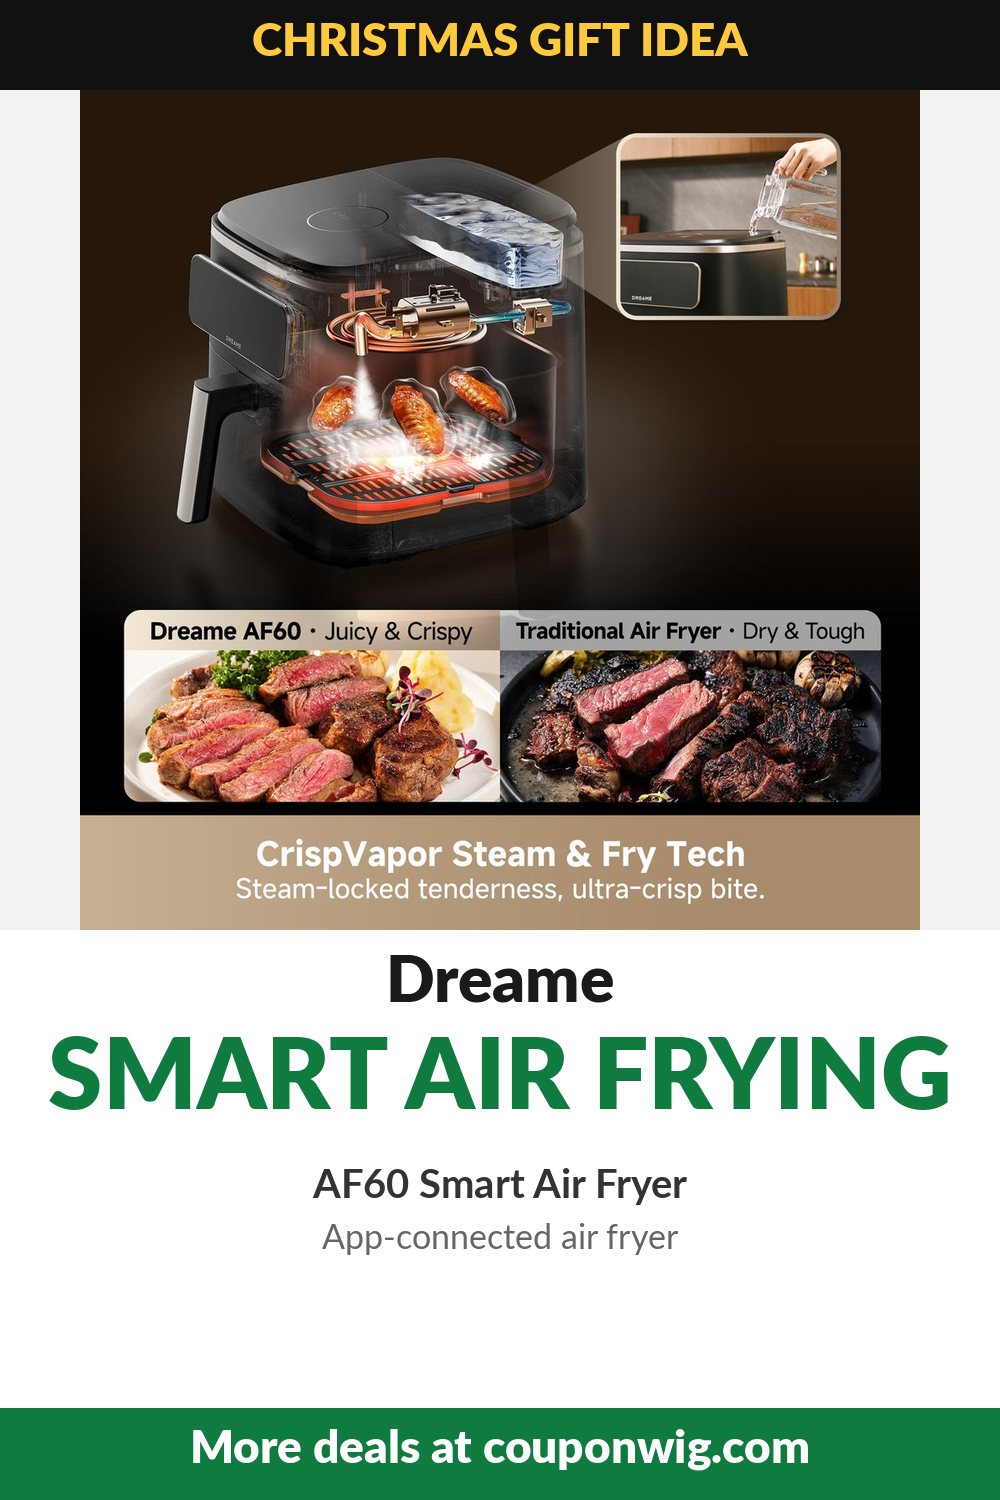 CHRISTMAS GIFT IDEA
DREAME
DREAME
Dreame AF60 · Juicy & Crispy
Traditional Air Fryer · Dry & Tough
CrispVapor Steam & Fry Tech
Steam-locked tenderness, ultra-crisp bite.
Dreame
SMART AIR FRYING
AF60 Smart Air Fryer
App-connected air fryer
More deals at couponwig.com